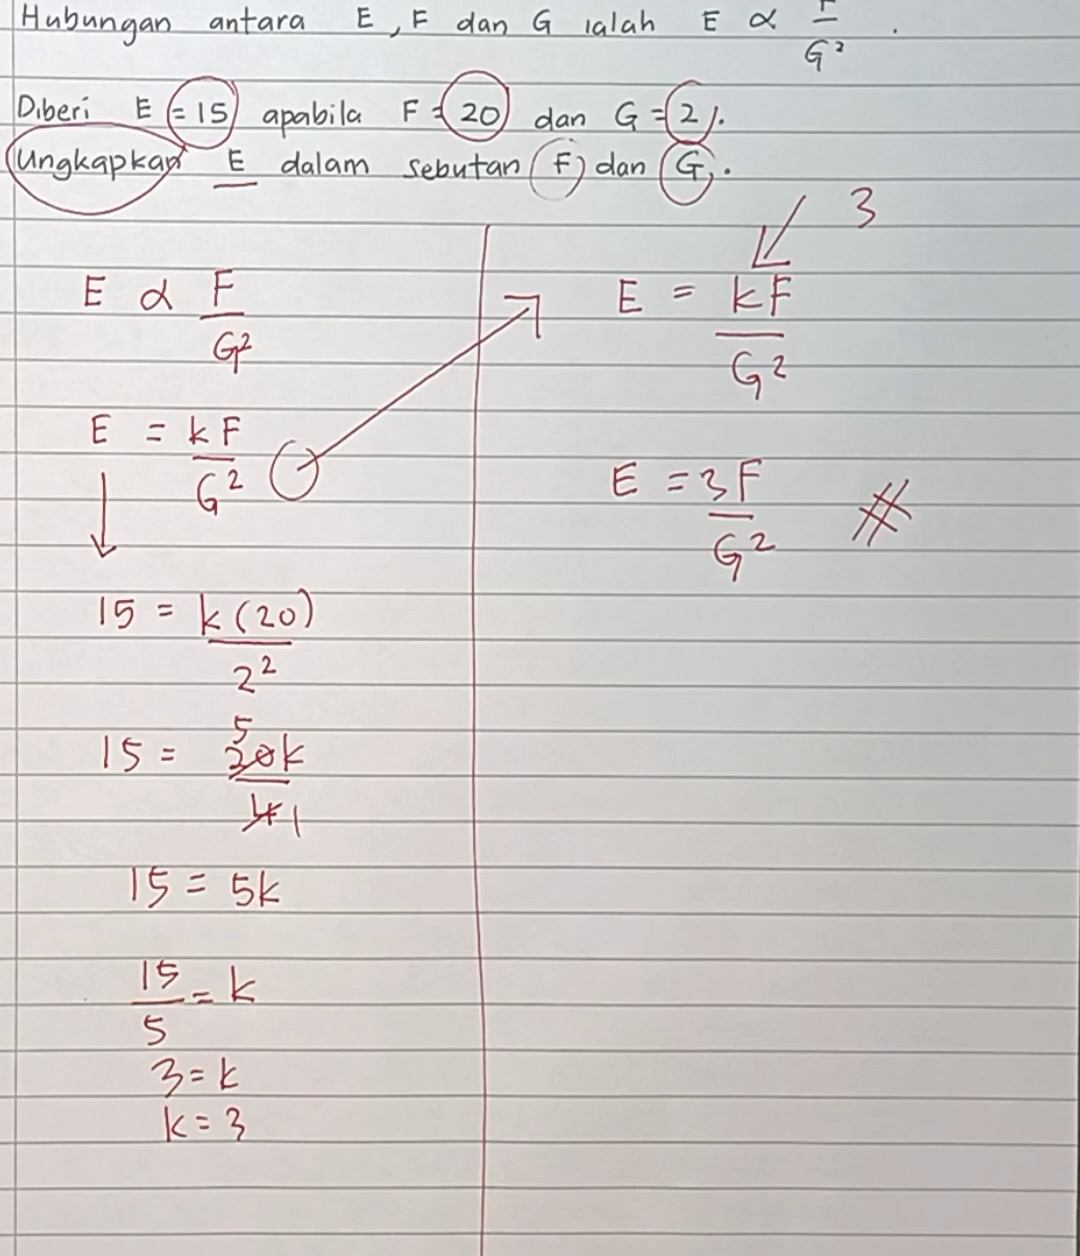 Hubungan antara E, F dan G ialah E ∝ F/G².
Diberi E = 15 apabila F = 20 dan G = 2.
Ungkapkan E dalam sebutan F dan G.
E ∝ F/G²
E = kF/G²
15 = k(20)/2²
15 = 20k/4
5
1
15 = 5k
15/5 = k
3 = k
k = 3
3
E = kF/G²
E = 3F/G² #